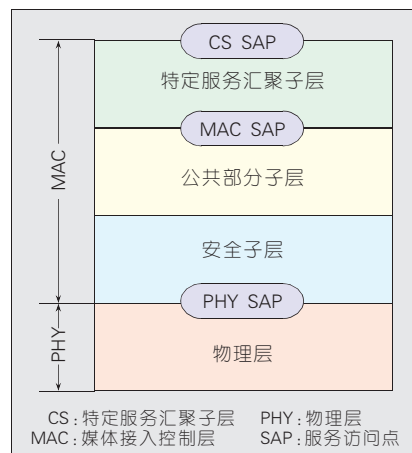 CS SAP
特定服务汇聚子层
MAC SAP
公共部分子层
安全子层
PHY SAP
物理层
MAC
PHY
CS:特定服务汇聚子层 PHY:物理层
MAC:媒体接入控制层 SAP:服务访问点